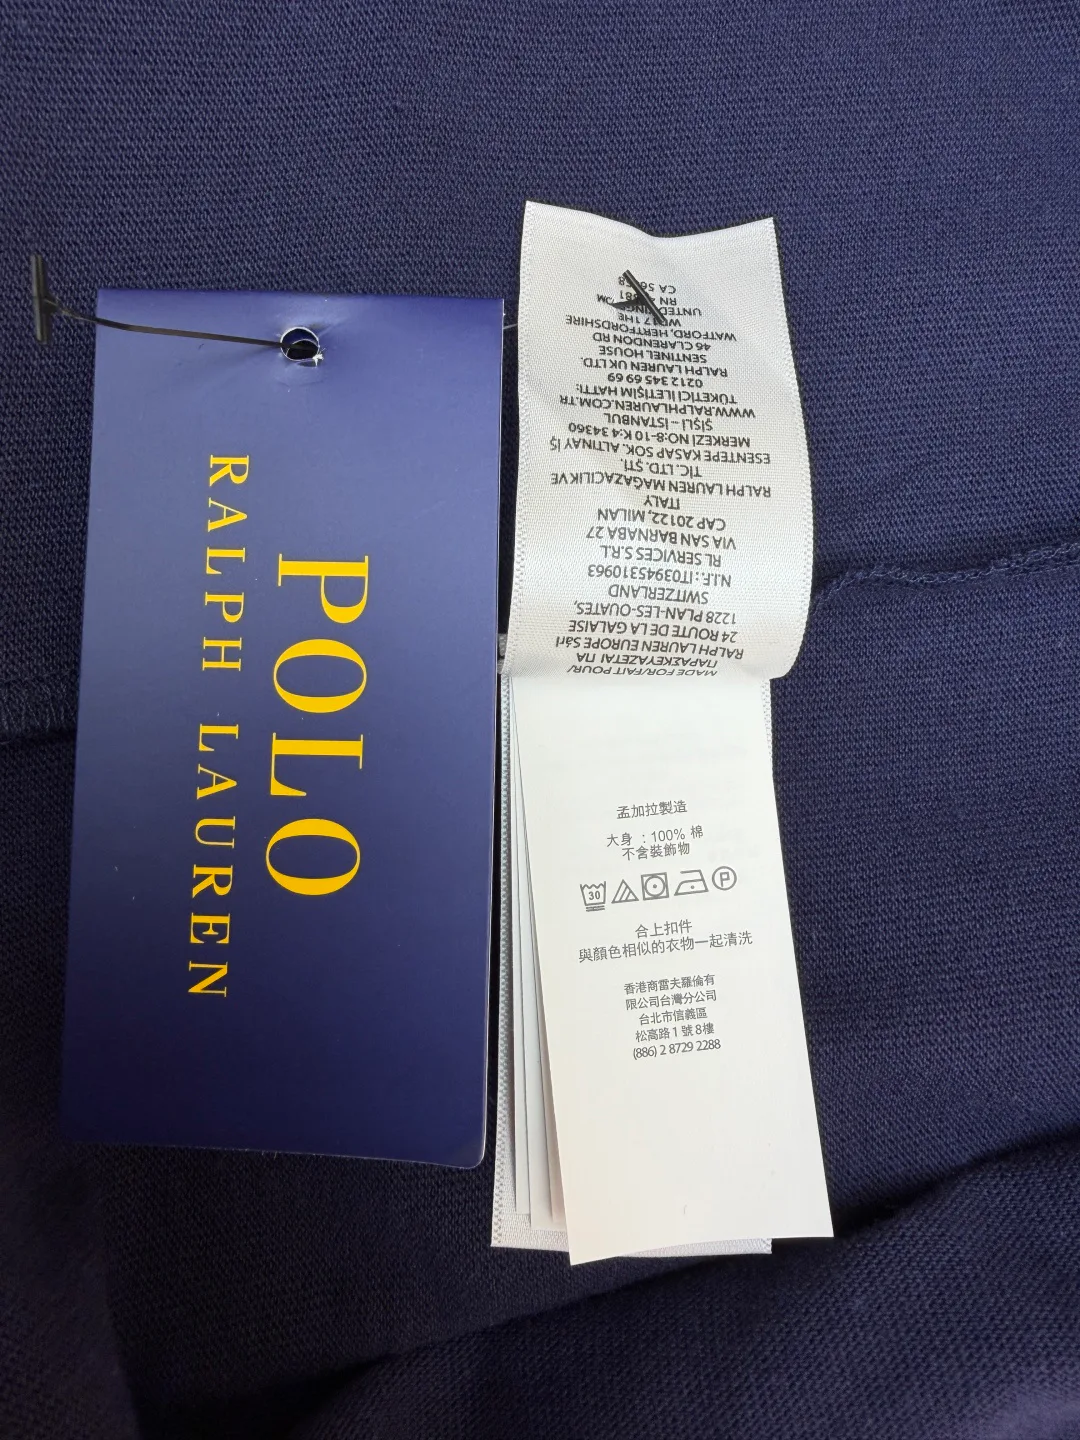 POLO
RALPH LAUREN
MADE FOR/FAIT POUR/
ΠΑΡΑΣΚΕΥΑΖΕΤΑΙ ΓΙΑ
RALPH LAUREN EUROPE Sàrl
24 ROUTE DE LA GALAISE
1228 PLAN-LES-OUATES,
SWITZERLAND
N.I.F.: IT03945310963
RL SERVICES S.R.L
VIA SAN BARNABA 27
CAP 20122, MILAN
ITALY
RALPH LAUREN MAĞAZACILIK VE
TİC. LTD. ŞTİ.
ESENTEPE KASAP SOK. ALTINAY İŞ
MERKEZİ NO:8-10 K:4 34360
ŞİŞLİ – İSTANBUL
WWW.RALPHLAUREN.COM.TR
TÜKETİCİ İLETİŞİM HATTI:
0212 345 69 69
RALPH LAUREN UK LTD.
SENTINEL HOUSE
46 CLARENDON RD
WATFORD, HERTFORDSHIRE
1HE
RN
CA
孟加拉製造
大身 : 100% 棉
不含裝飾物
30 P
合上扣件
與顏色相似的衣物一起清洗
香港商雷夫羅倫有
限公司台灣分公司
台北市信義區
松高路 1 號 8 樓
(886) 2 8729 2288